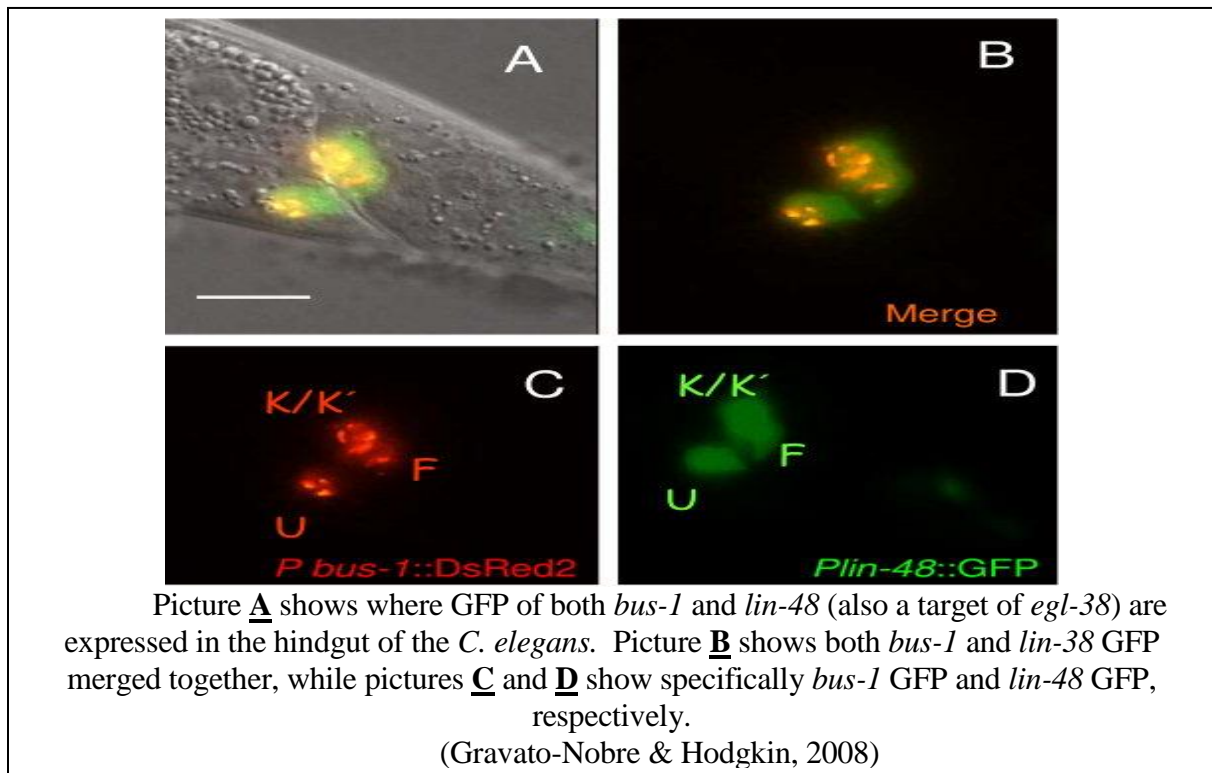 A
B
Merge
C
K/K´
F
U
P bus-1::DsRed2
D
K/K´
F
U
Plin-48::GFP
Picture A shows where GFP of both bus-1 and lin-48 (also a target of egl-38) are
expressed in the hindgut of the C. elegans. Picture B shows both bus-1 and lin-38 GFP
merged together, while pictures C and D show specifically bus-1 GFP and lin-48 GFP,
respectively.
(Gravato-Nobre & Hodgkin, 2008)